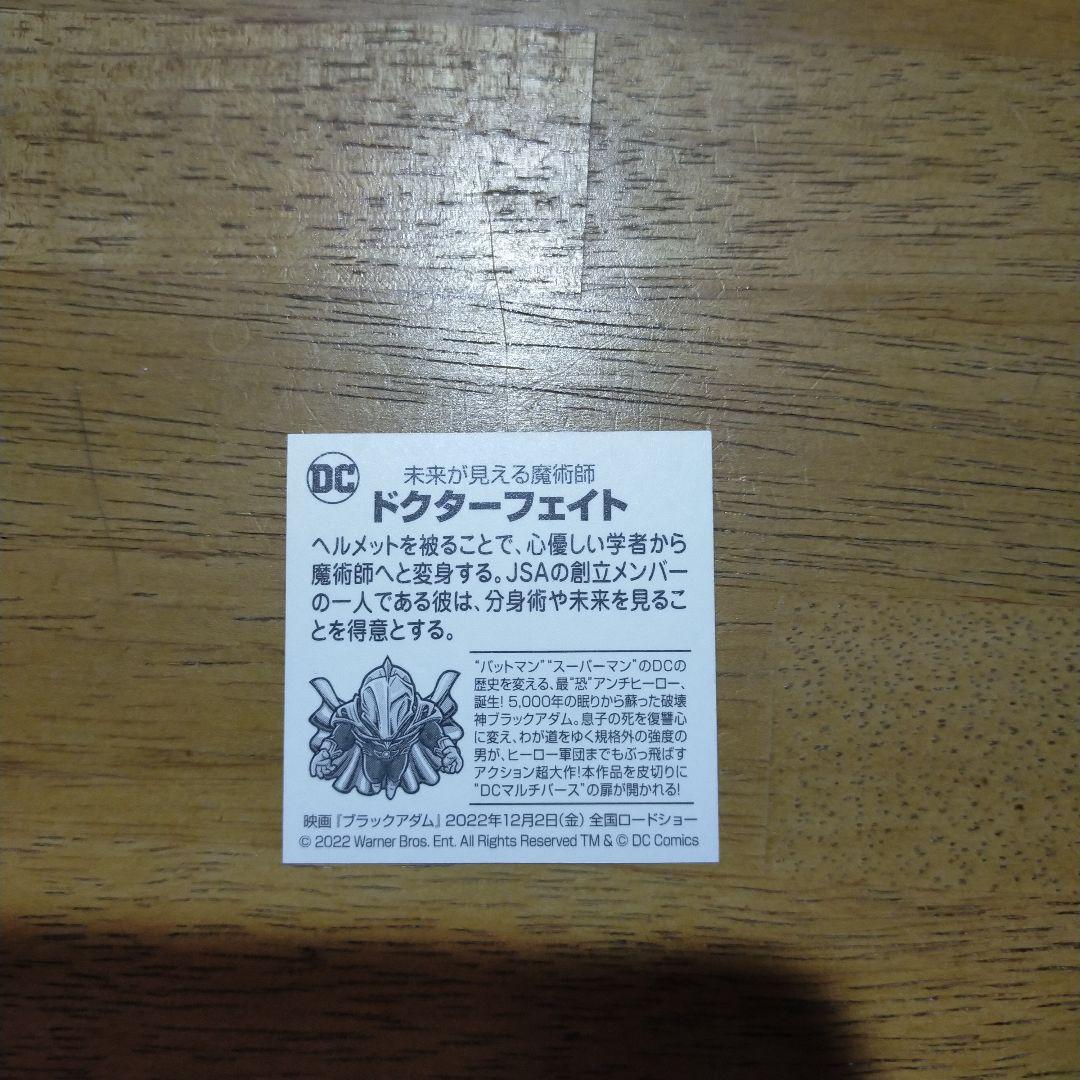 DC
未来が見える魔術師
ドクターフェイト
ヘルメットを被ることで、心優しい学者から
魔術師へと変身する。JSAの創立メンバー
の一人である彼は、分身術や未来を見るこ
とを得意とする。
“バットマン”“スーパーマン”のDCの
歴史を変える、最“恐”アンチヒーロー、
誕生! 5,000年の眠りから蘇った破壊
神ブラックアダム。息子の死を復讐心
に変え、わが道をゆく規格外の強度の
男が、ヒーロー軍団までもぶっ飛ばす
アクション超大作!本作品を皮切りに
“DCマルチバース”の扉が開かれる!
映画『ブラックアダム』2022年12月2日(金) 全国ロードショー
© 2022 Warner Bros. Ent. All Rights Reserved TM & © DC Comics